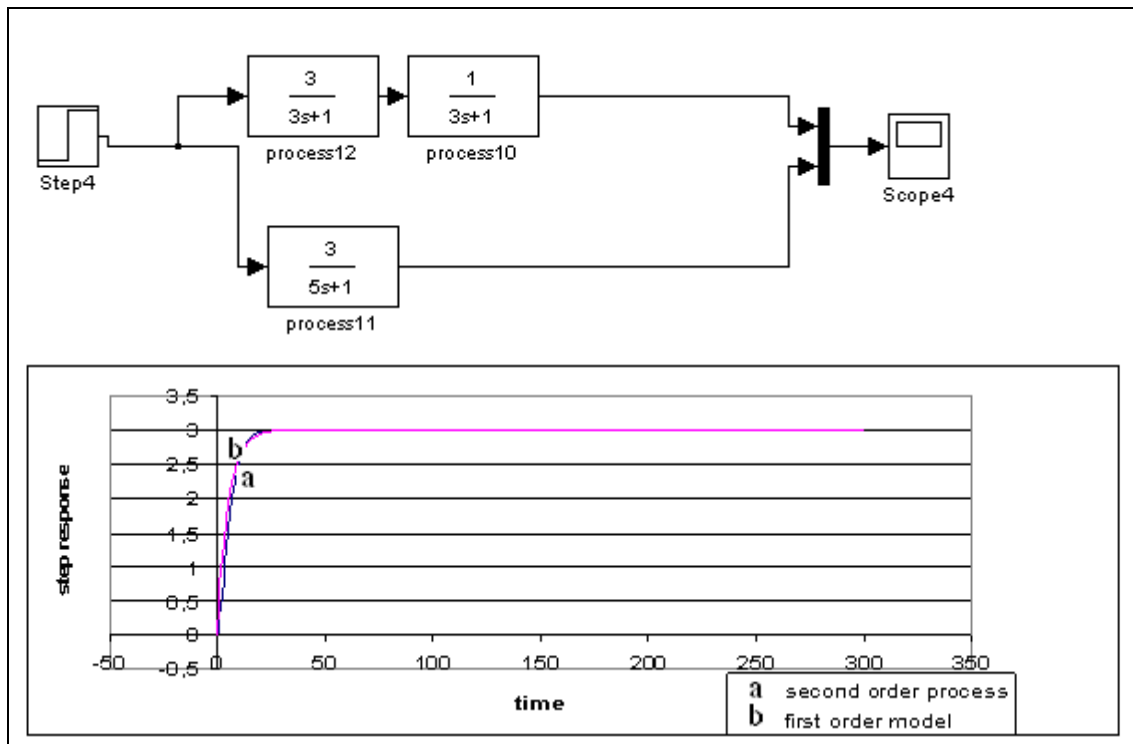 3
3s+1
process12
1
3s+1
process10
Step4
Scope4
3
5s+1
process11
3,5
3
2,5
2
1,5
1
0,5
0
-0,5
b
a
step response
-50 0 50 100 150 200 250 300 350
time
a second order process
b first order model